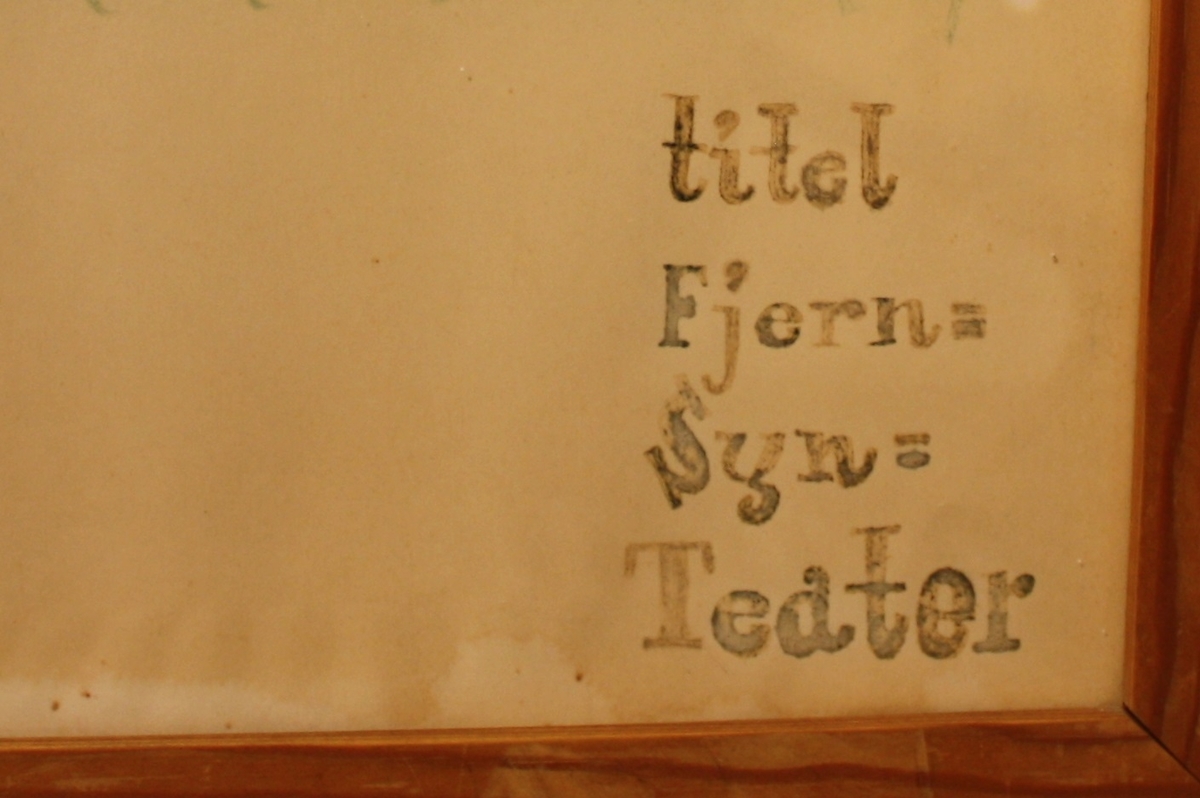 titel
Fjern=
Syn=
Teater